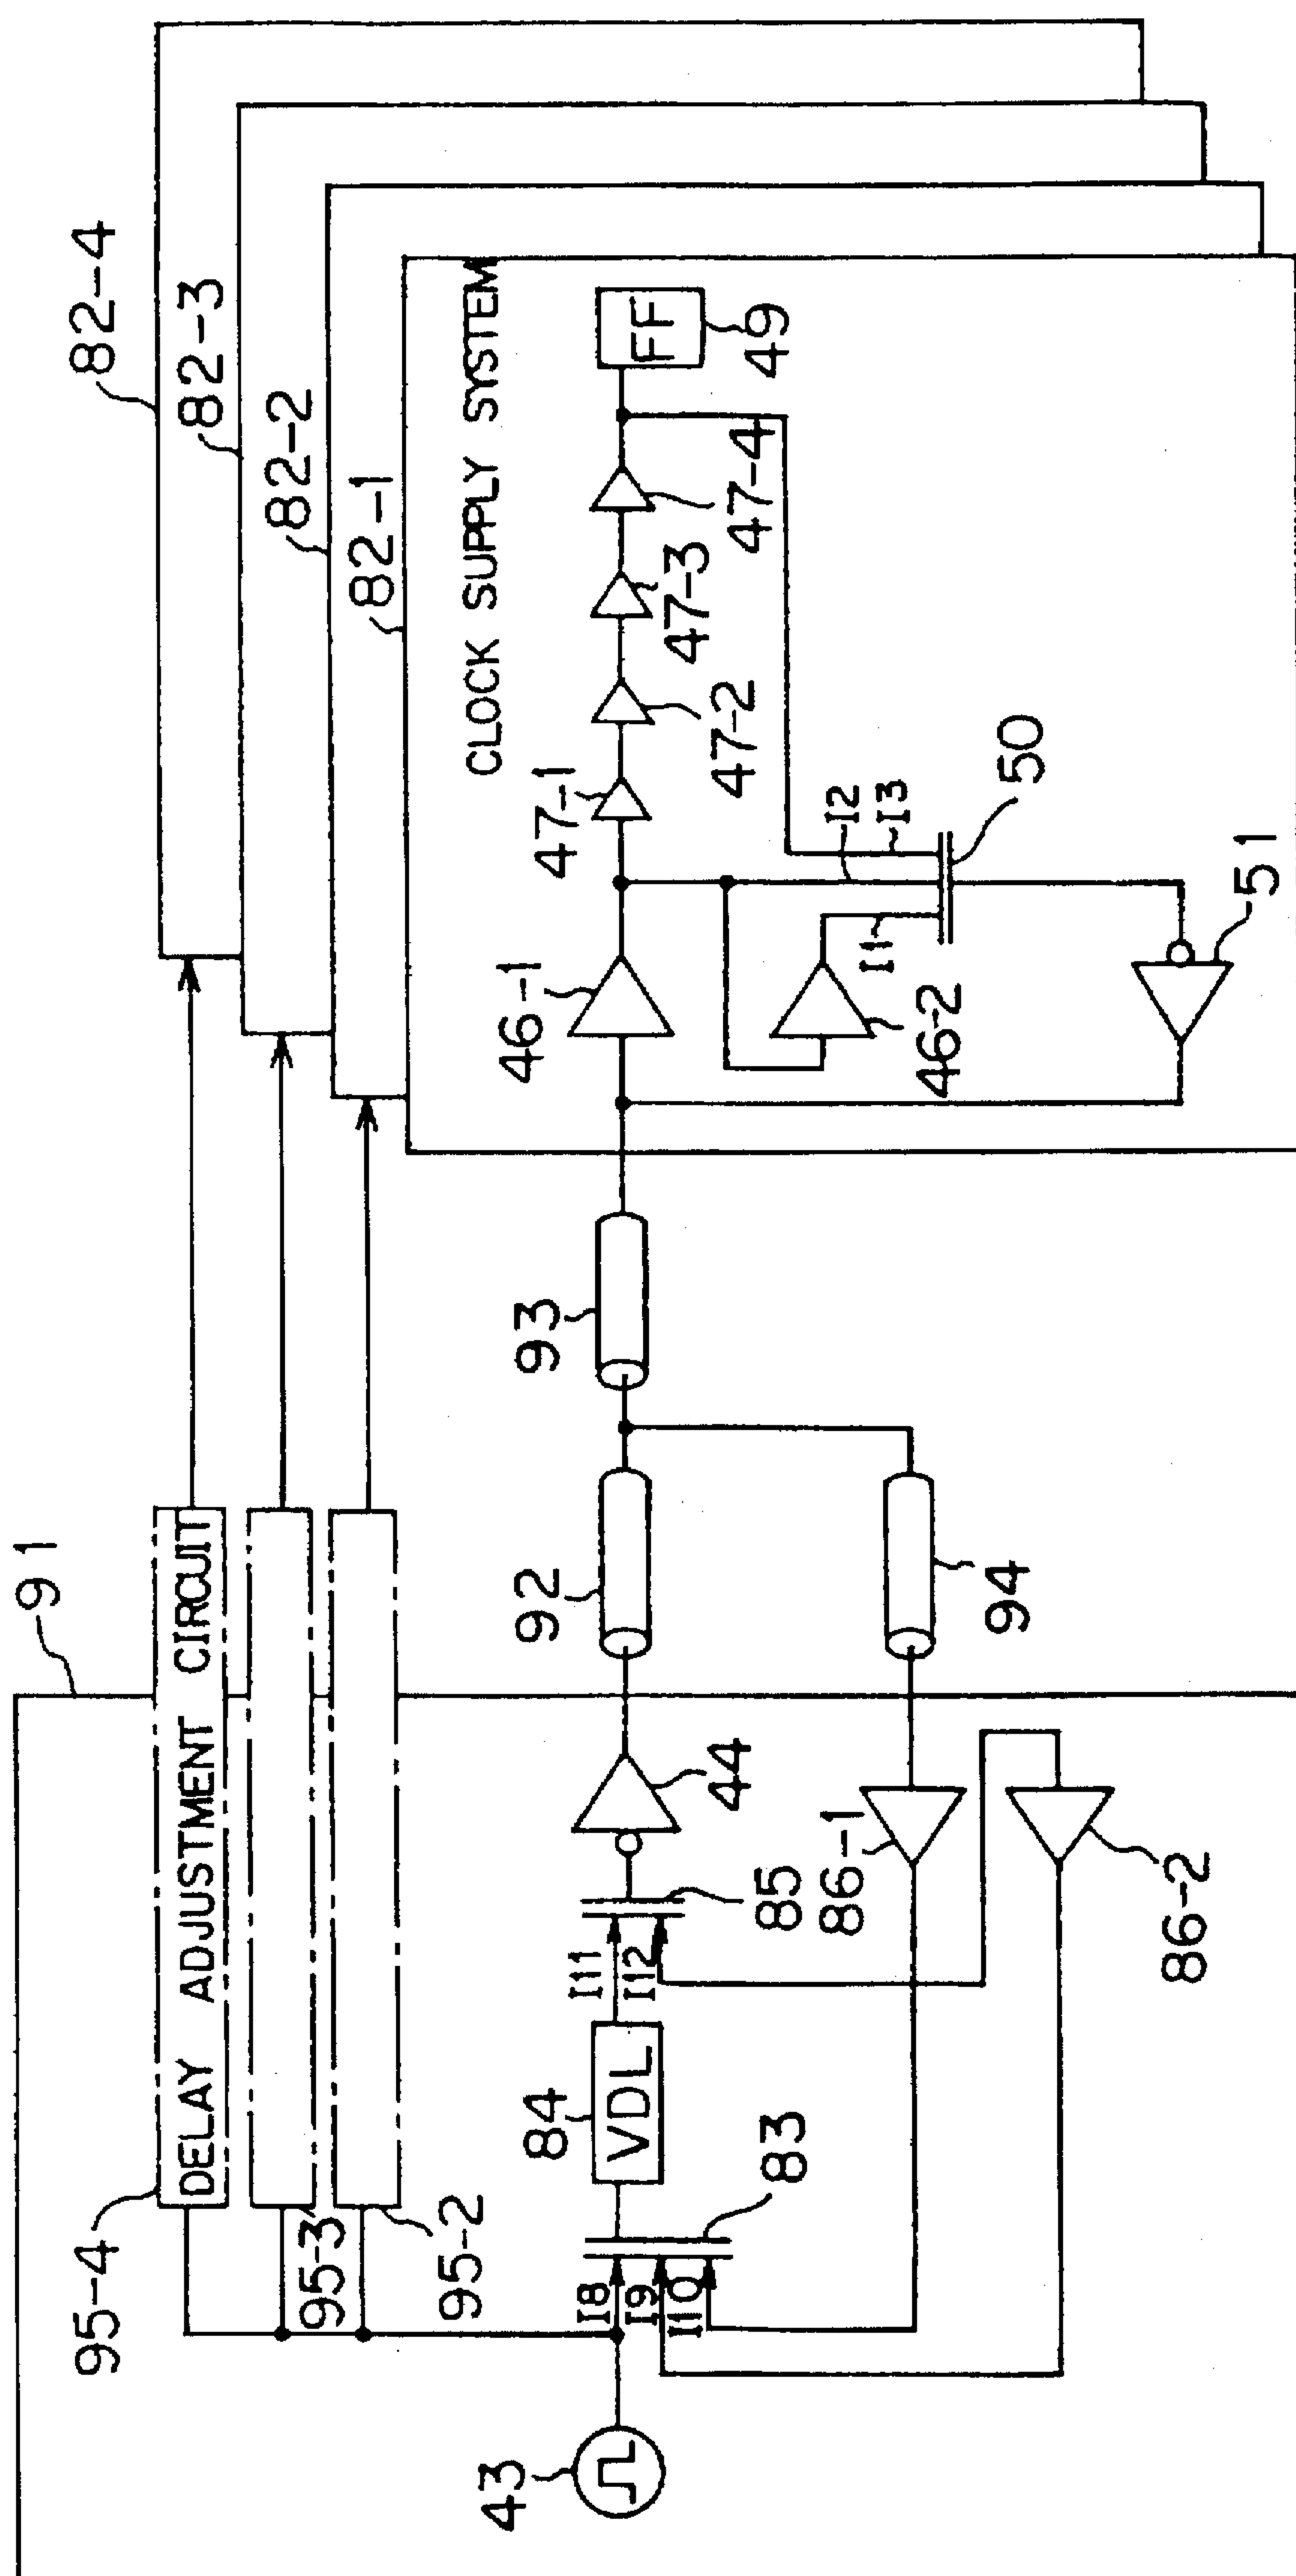 82-4
82-3
82-2
82-1
CLOCK SUPPLY SYSTEM
FF
49
47-1
47-2
47-3
47-4
46-1
46-2
I1
I2
I3
50
51
93
92
94
91
DELAY ADJUSTMENT CIRCUIT
95-4
95-3
95-2
44
85
86-1
86-2
I11
I12
84
VDL
83
I8
I9
I10
43